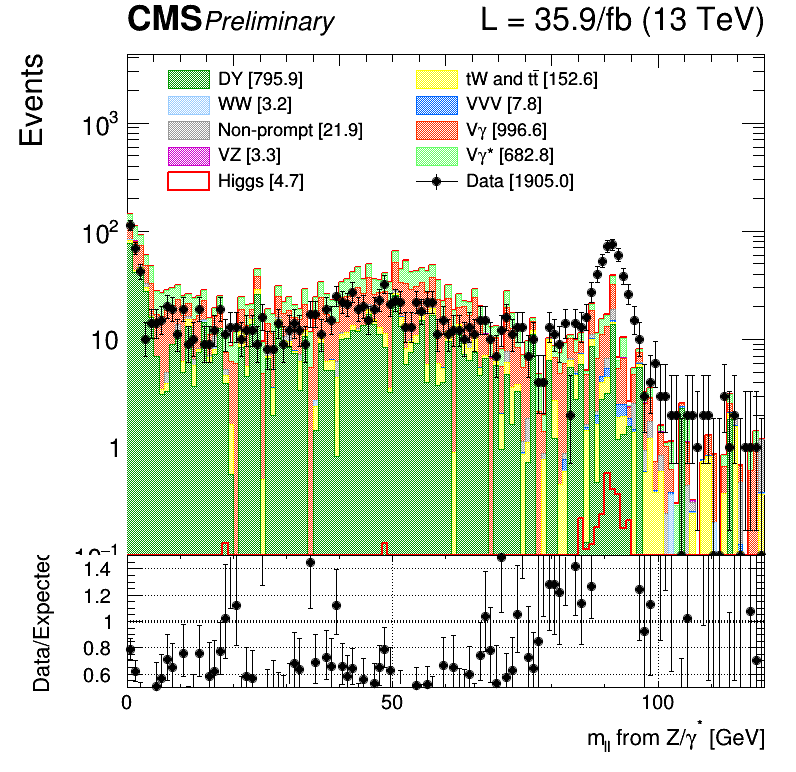 CMS Preliminary L = 35.9/fb (13 TeV)
Events
DY [795.9] tW and tt̄ [152.6]
WW [3.2] VVV [7.8]
Non-prompt [21.9] Vγ [996.6]
VZ [3.3] Vγ* [682.8]
Higgs [4.7] Data [1905.0]
10³
10²
10
1
10⁻¹
Data/Expected
1.4
1.2
1
0.8
0.6
0 50 100
m_ll from Z/γ* [GeV]